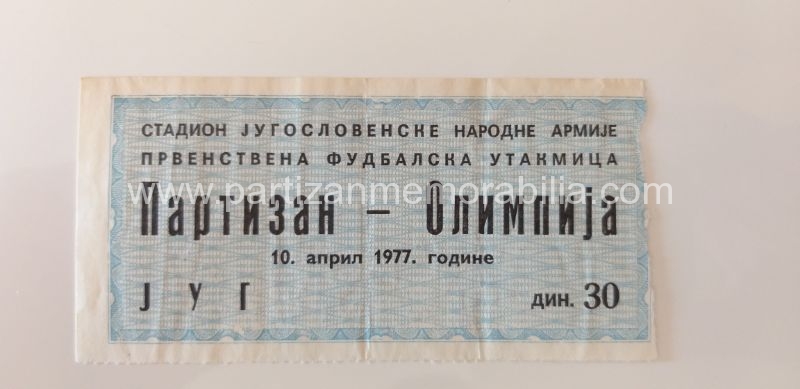 СТАДИОН ЈУГОСЛОВЕНСКЕ НАРОДНЕ АРМИЈЕ
ПРВЕНСТВЕНА ФУДБАЛСКА УТАКМИЦА
www.partizanmemorabilia.com
Партизан – Олимпија
10. април 1977. године
ЈУГ дин. 30